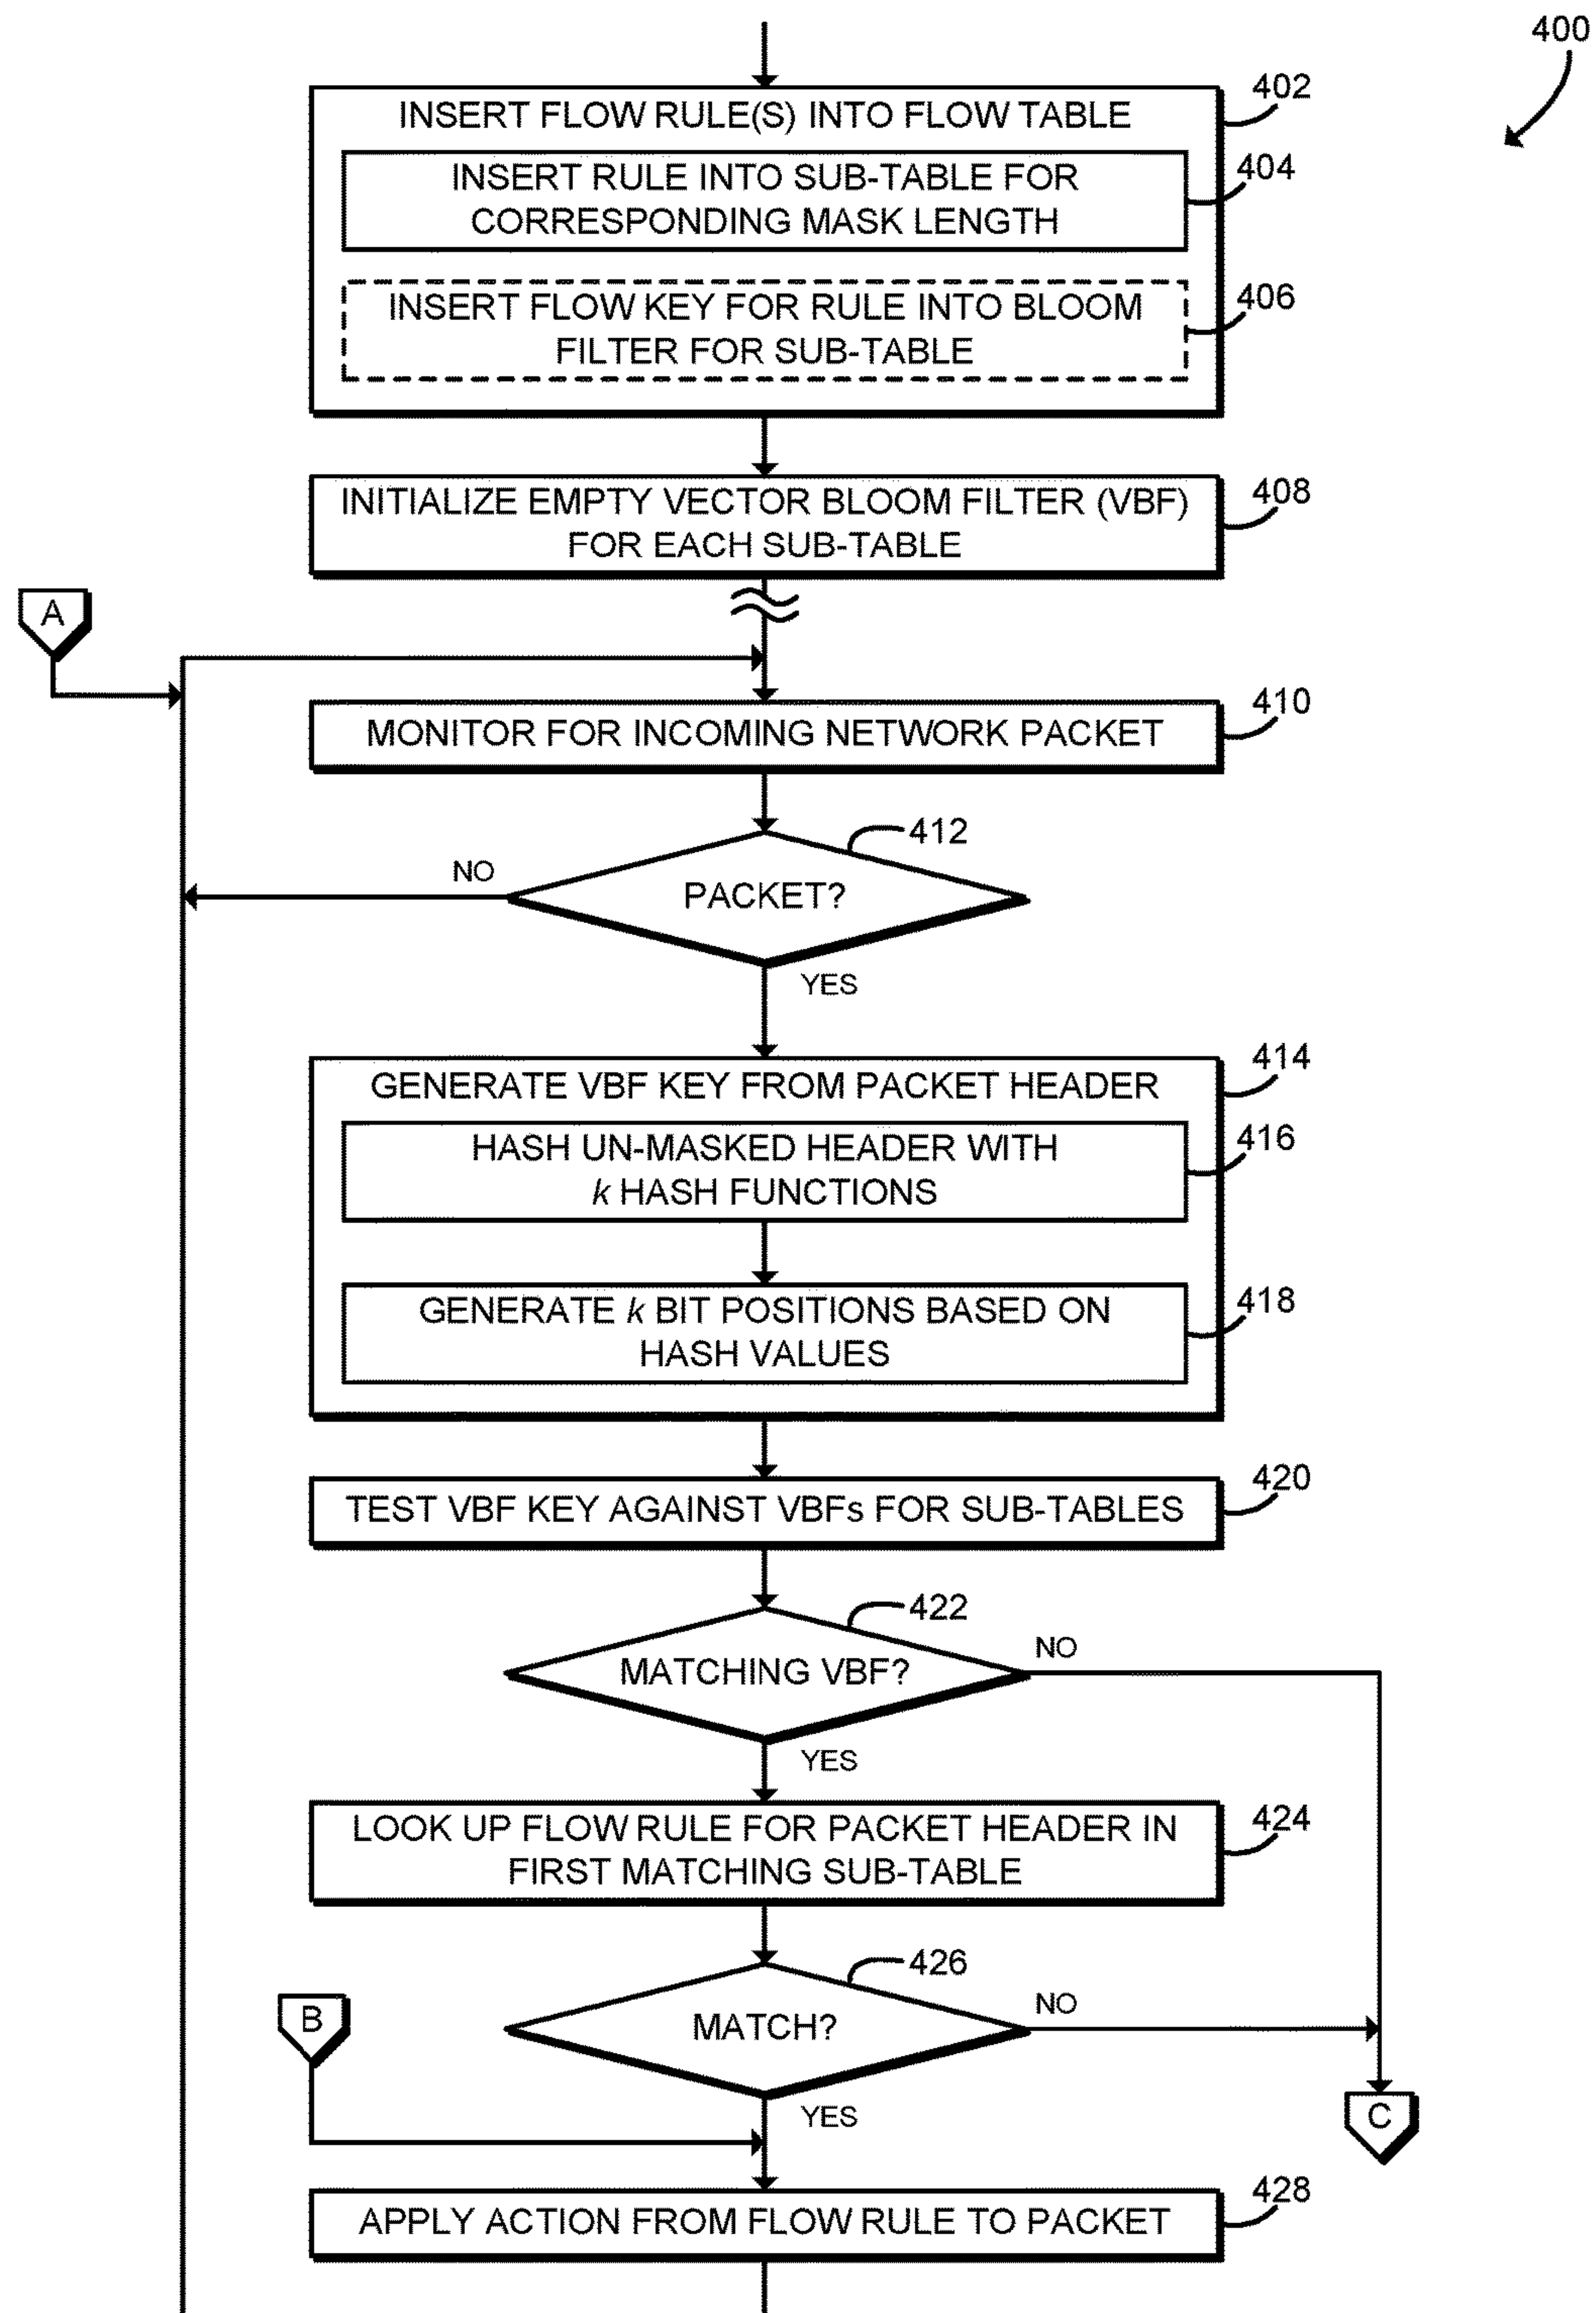 400
INSERT FLOW RULE(S) INTO FLOW TABLE
402
INSERT RULE INTO SUB-TABLE FOR
CORRESPONDING MASK LENGTH
404
INSERT FLOW KEY FOR RULE INTO BLOOM
FILTER FOR SUB-TABLE
406
INITIALIZE EMPTY VECTOR BLOOM FILTER (VBF)
FOR EACH SUB-TABLE
408
A
MONITOR FOR INCOMING NETWORK PACKET
410
412
NO
PACKET?
YES
GENERATE VBF KEY FROM PACKET HEADER
414
HASH UN-MASKED HEADER WITH
k HASH FUNCTIONS
416
GENERATE k BIT POSITIONS BASED ON
HASH VALUES
418
TEST VBF KEY AGAINST VBFs FOR SUB-TABLES
420
422
MATCHING VBF?
NO
YES
LOOK UP FLOW RULE FOR PACKET HEADER IN
FIRST MATCHING SUB-TABLE
424
426
B
MATCH?
NO
YES
C
APPLY ACTION FROM FLOW RULE TO PACKET
428